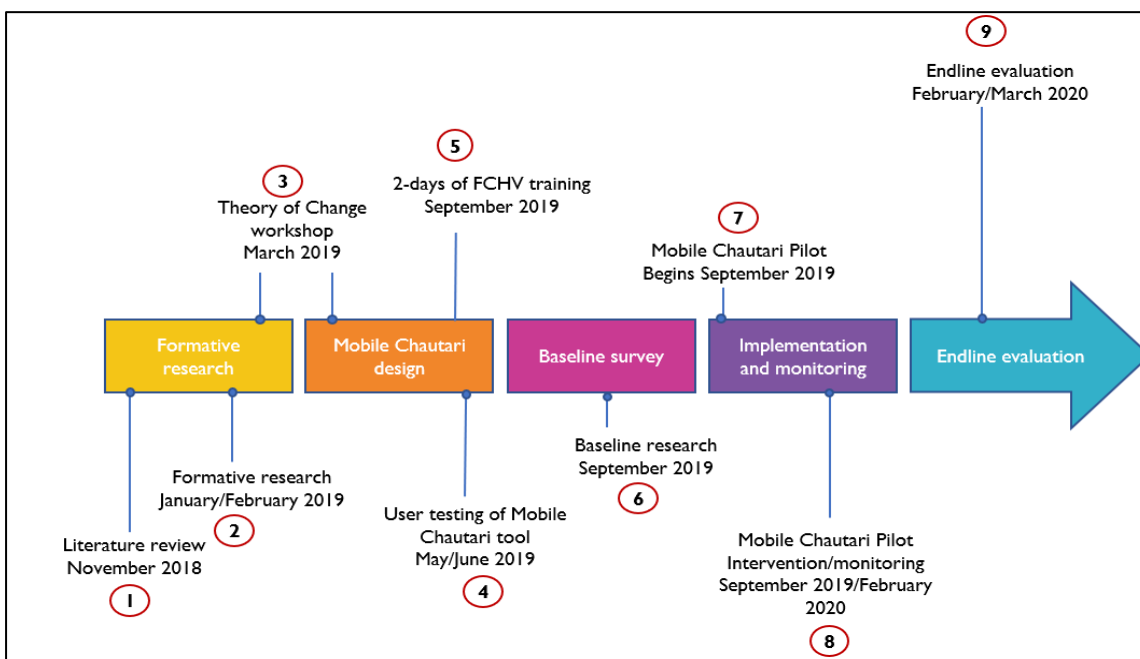 9
Endline evaluation
February/March 2020
5
2-days of FCHV training
September 2019
3
Theory of Change
workshop
March 2019
7
Mobile Chautari Pilot
Begins September 2019
Formative
research
Mobile Chautari
design
Baseline survey
Implementation
and monitoring
Endline evaluation
Literature review
November 2018
1
Formative research
January/February 2019
2
User testing of Mobile
Chautari tool
May/June 2019
4
Baseline research
September 2019
6
Mobile Chautari Pilot
Intervention/monitoring
September 2019/February
2020
8